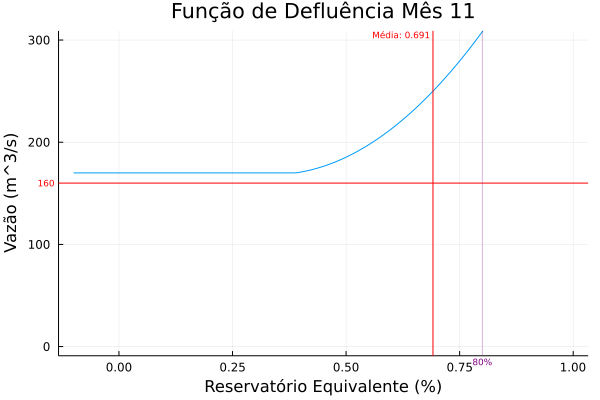 Função de Defluência Mês 11
Vazão (m^3/s)
300
200
160
100
0
Média: 0.691
0.00
0.25
0.50
0.75
80%
1.00
Reservatório Equivalente (%)